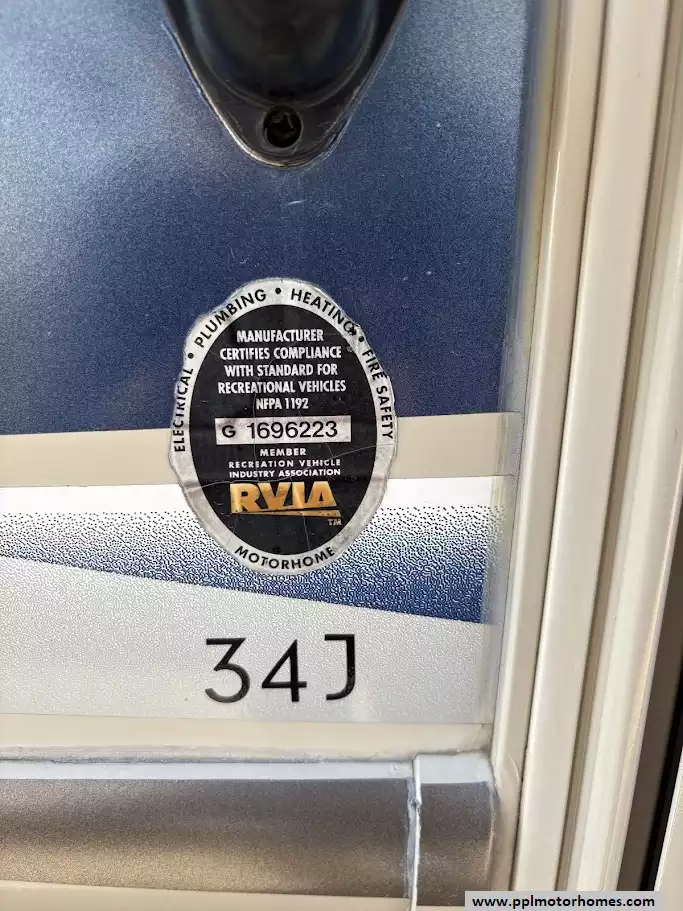 ELECTRICAL • PLUMBING • HEATING • FIRE SAFETY
MANUFACTURER
CERTIFIES COMPLIANCE
WITH STANDARD FOR
RECREATIONAL VEHICLES
NFPA 1192
G 1696223
MEMBER
RECREATION VEHICLE
INDUSTRY ASSOCIATION
RVIA
TM
MOTORHOME
34J
www.pplmotorhomes.com